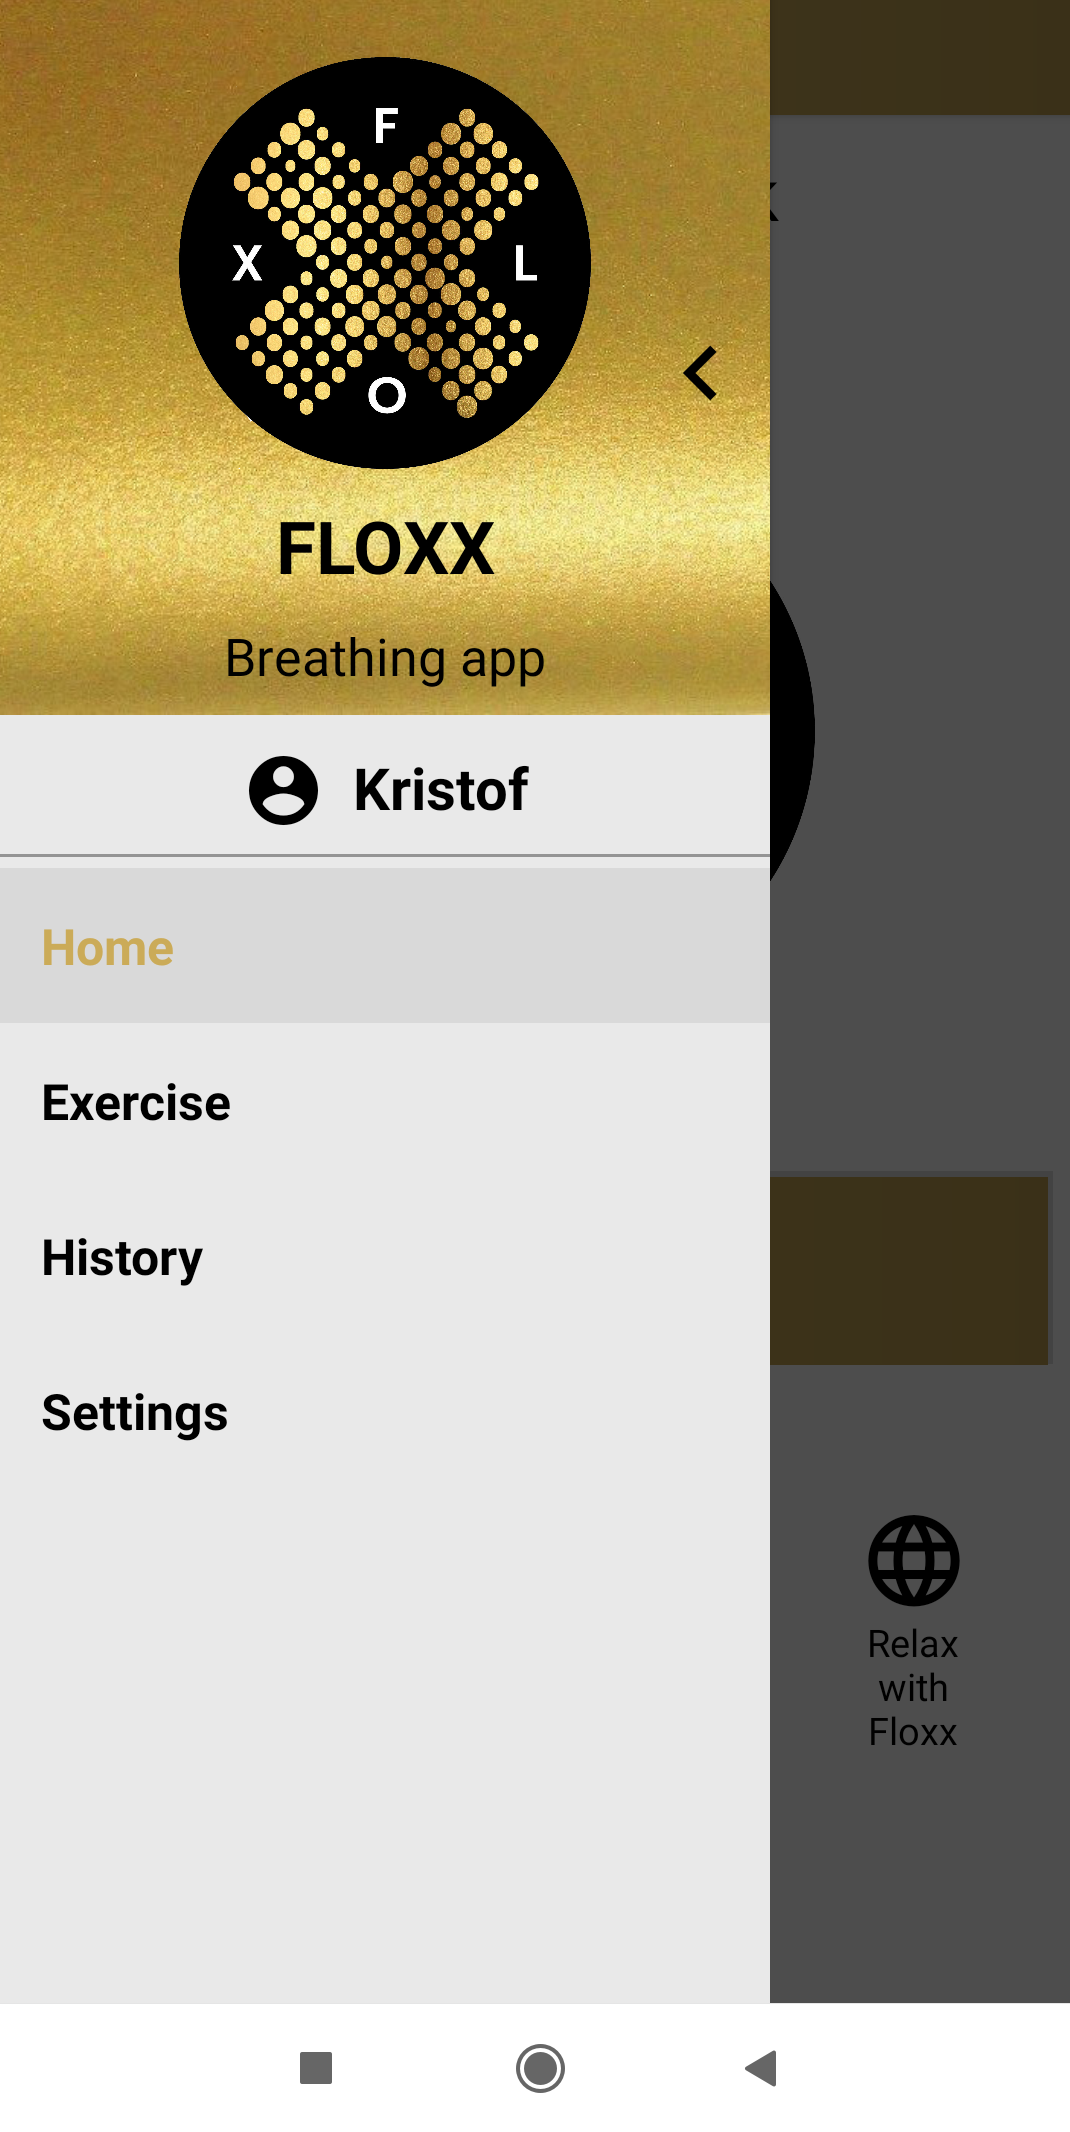 F
X L
O
FLOXX
Breathing app
Kristof
Home
Exercise
History
Settings
Relax
with
Floxx